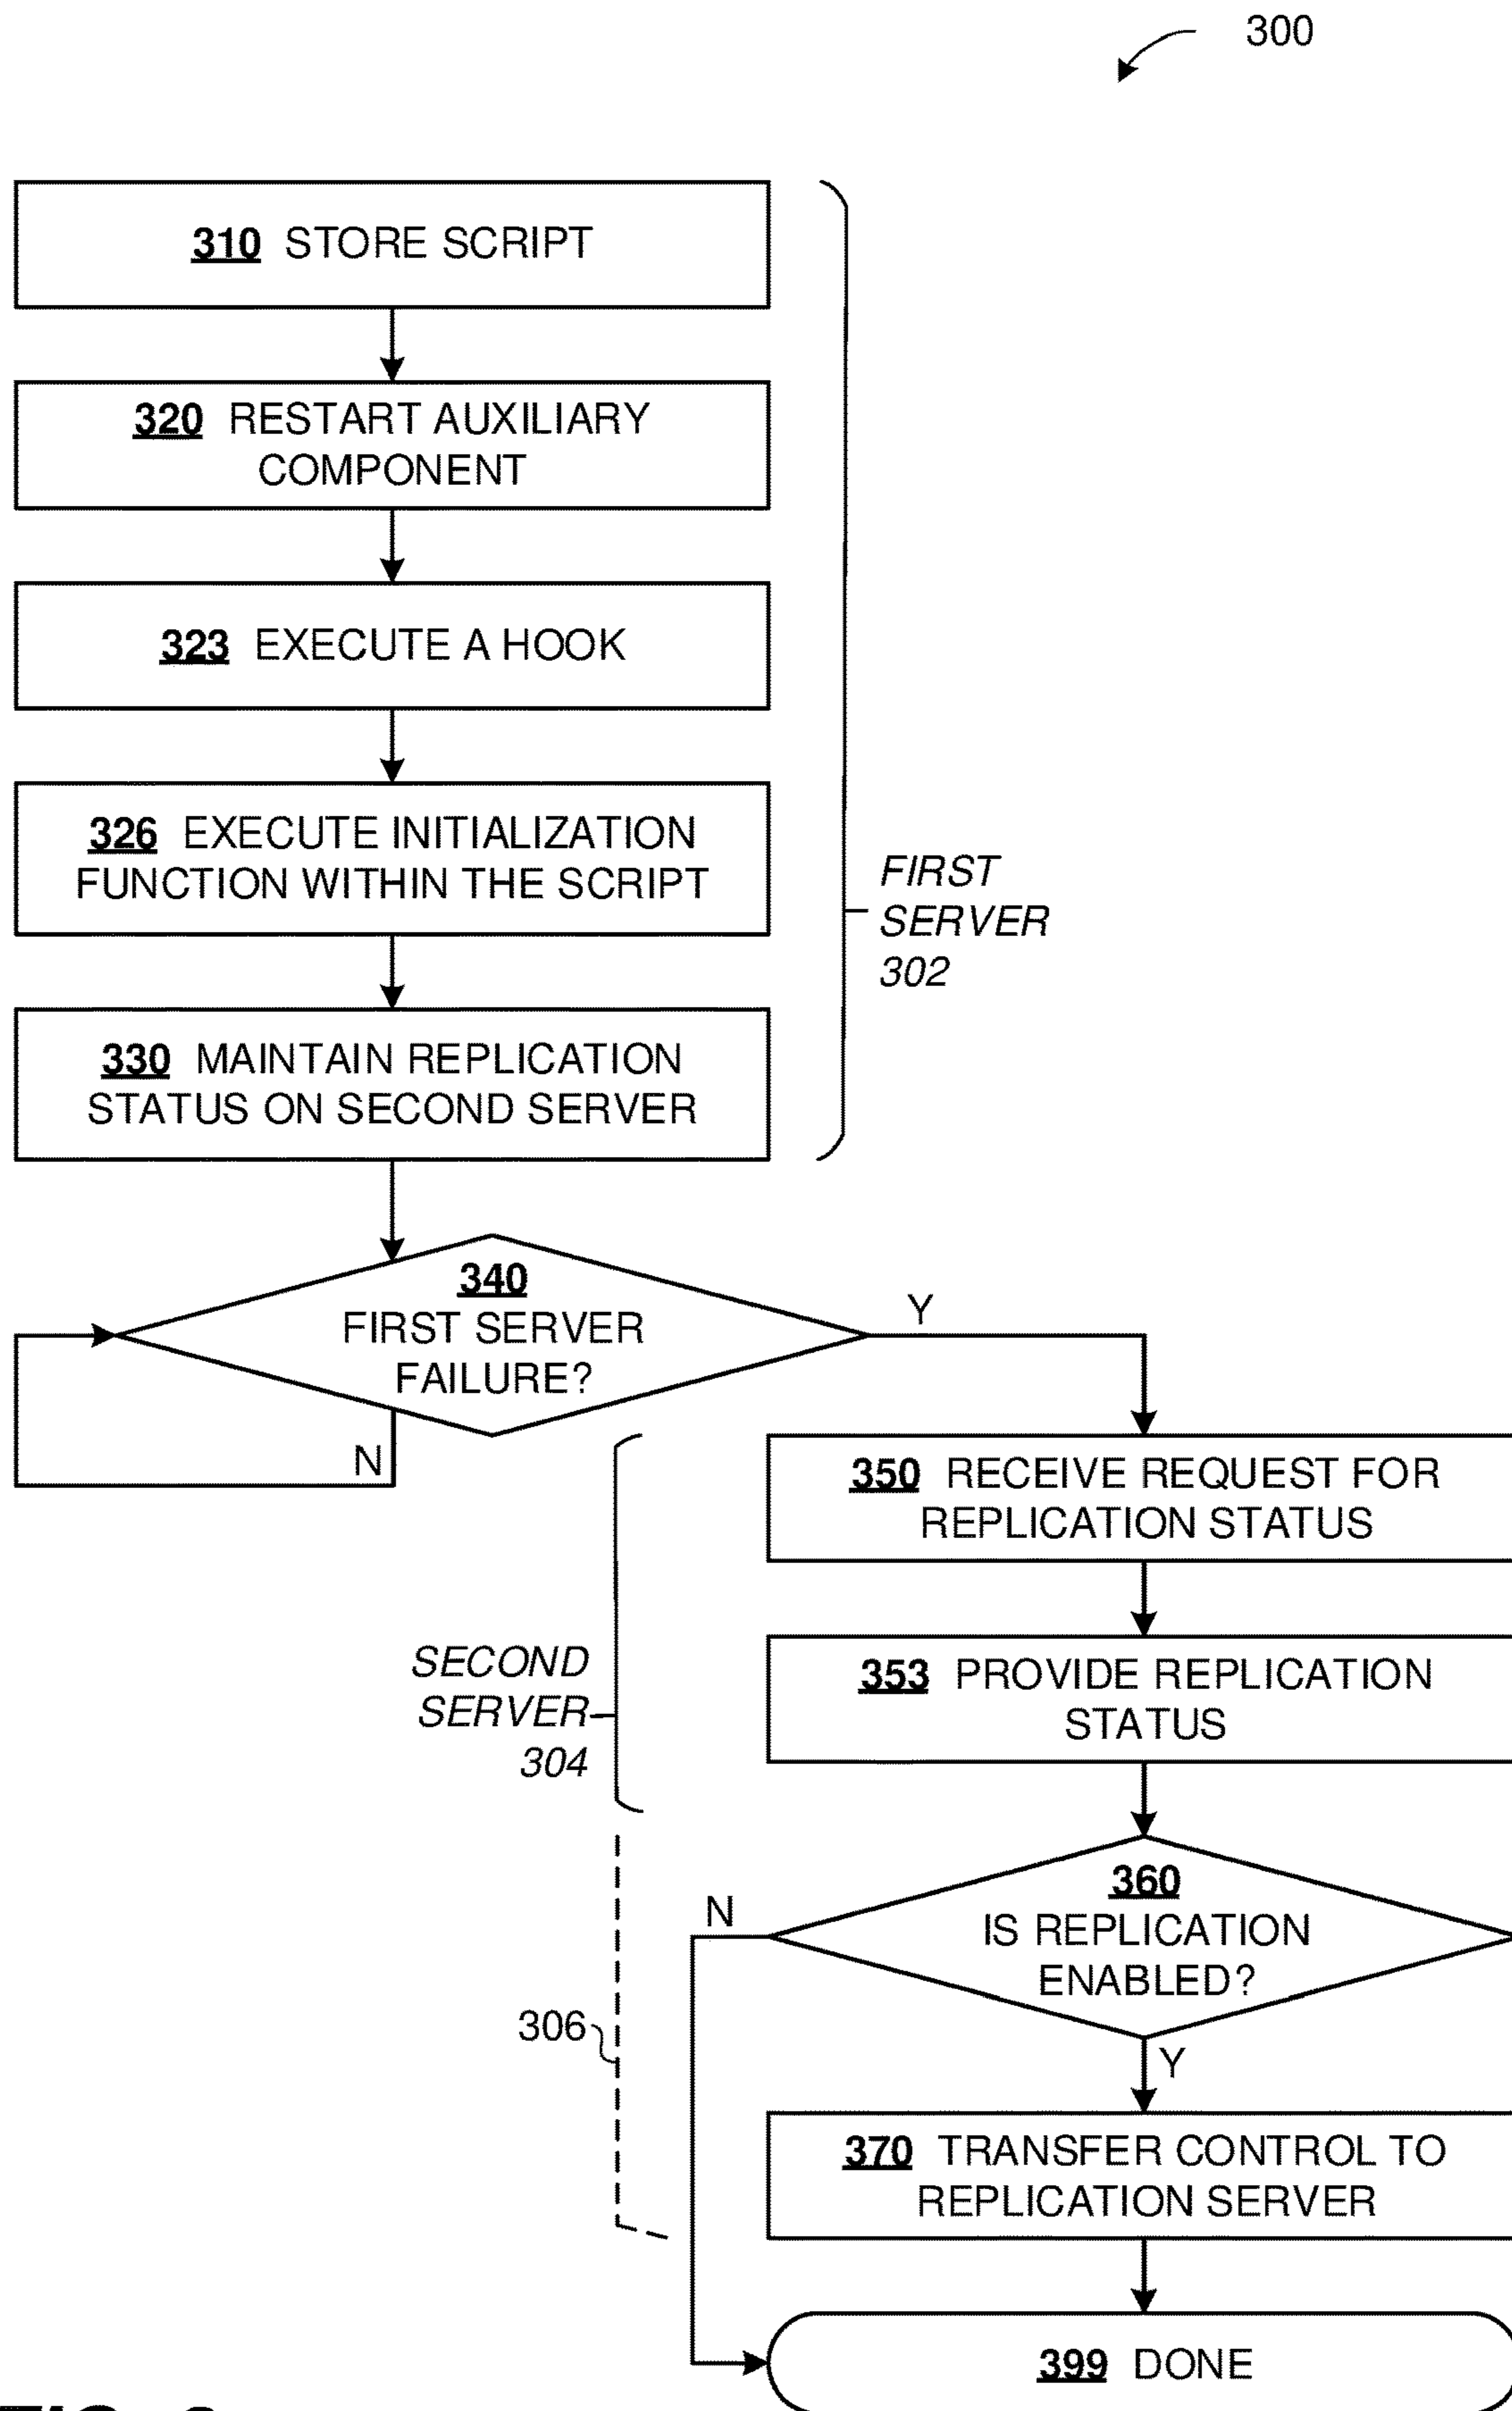 300
310 STORE SCRIPT
320 RESTART AUXILIARY
COMPONENT
323 EXECUTE A HOOK
326 EXECUTE INITIALIZATION
FUNCTION WITHIN THE SCRIPT
FIRST
SERVER
302
330 MAINTAIN REPLICATION
STATUS ON SECOND SERVER
340
FIRST SERVER
FAILURE?
Y
N
350 RECEIVE REQUEST FOR
REPLICATION STATUS
SECOND
SERVER
304
353 PROVIDE REPLICATION
STATUS
360
IS REPLICATION
ENABLED?
N
Y
306
370 TRANSFER CONTROL TO
REPLICATION SERVER
399 DONE